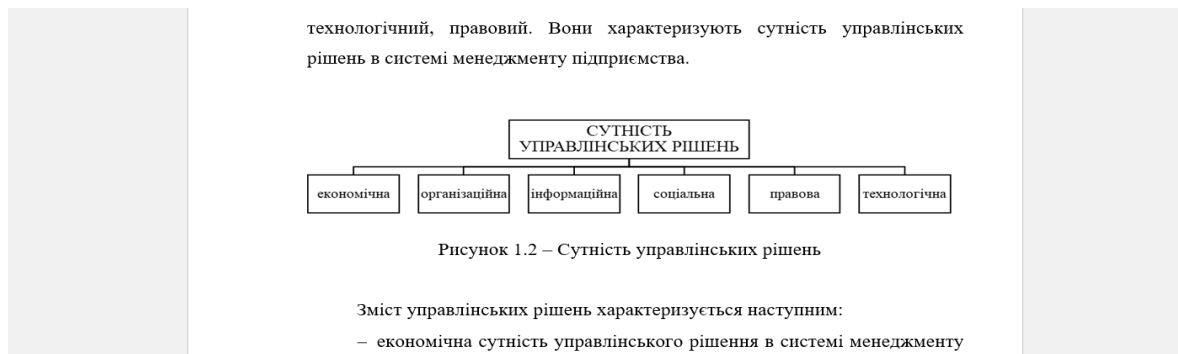 технологічний, правовий. Вони характеризують сутність управлінських
рішень в системі менеджменту підприємства.
СУТНІСТЬ
УПРАВЛІНСЬКИХ РІШЕНЬ
економічна
організаційна
інформаційна
соціальна
правова
технологічна
Рисунок 1.2 – Сутність управлінських рішень
Зміст управлінських рішень характеризується наступним:
– економічна сутність управлінського рішення в системі менеджменту